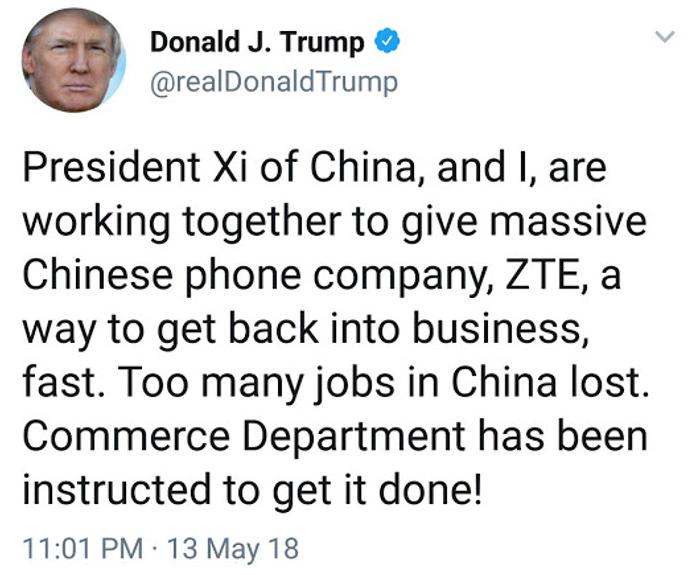 Donald J. Trump
@realDonaldTrump
President Xi of China, and I, are
working together to give massive
Chinese phone company, ZTE, a
way to get back into business,
fast. Too many jobs in China lost.
Commerce Department has been
instructed to get it done!
11:01 PM · 13 May 18